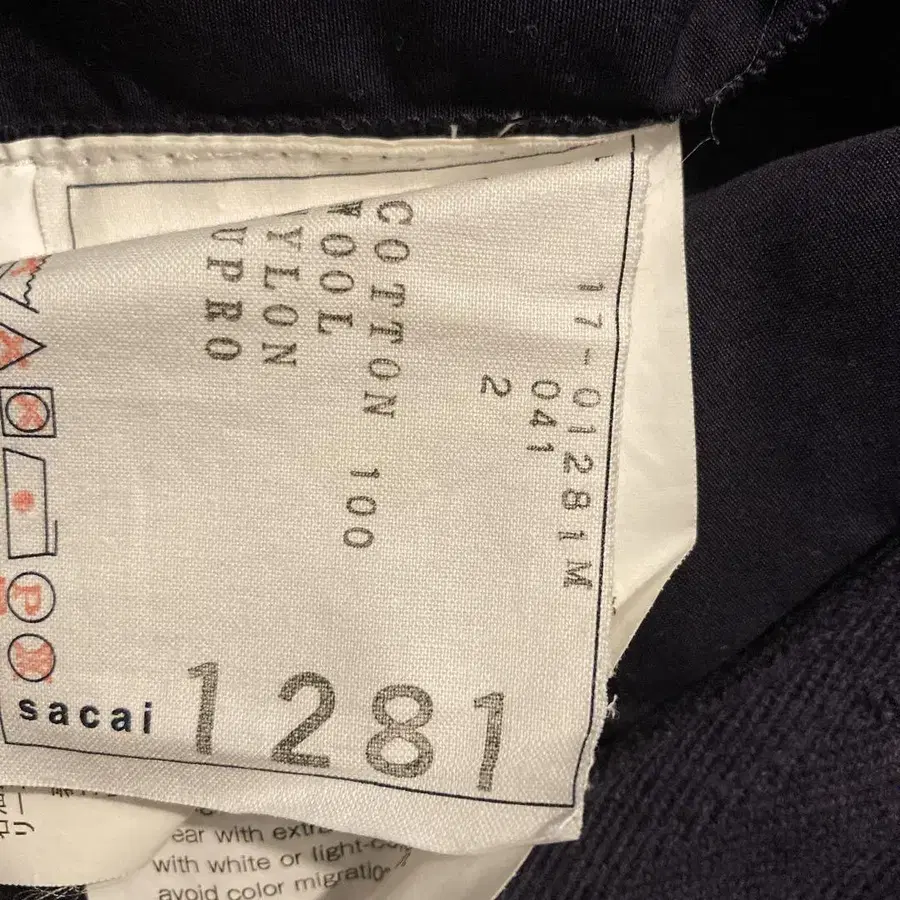 17-01281M
041
2
COTTON 100
WOOL
YLON
UPRO
P
sacai
1281
ear with extr
with white or light-co
avoid color migratio